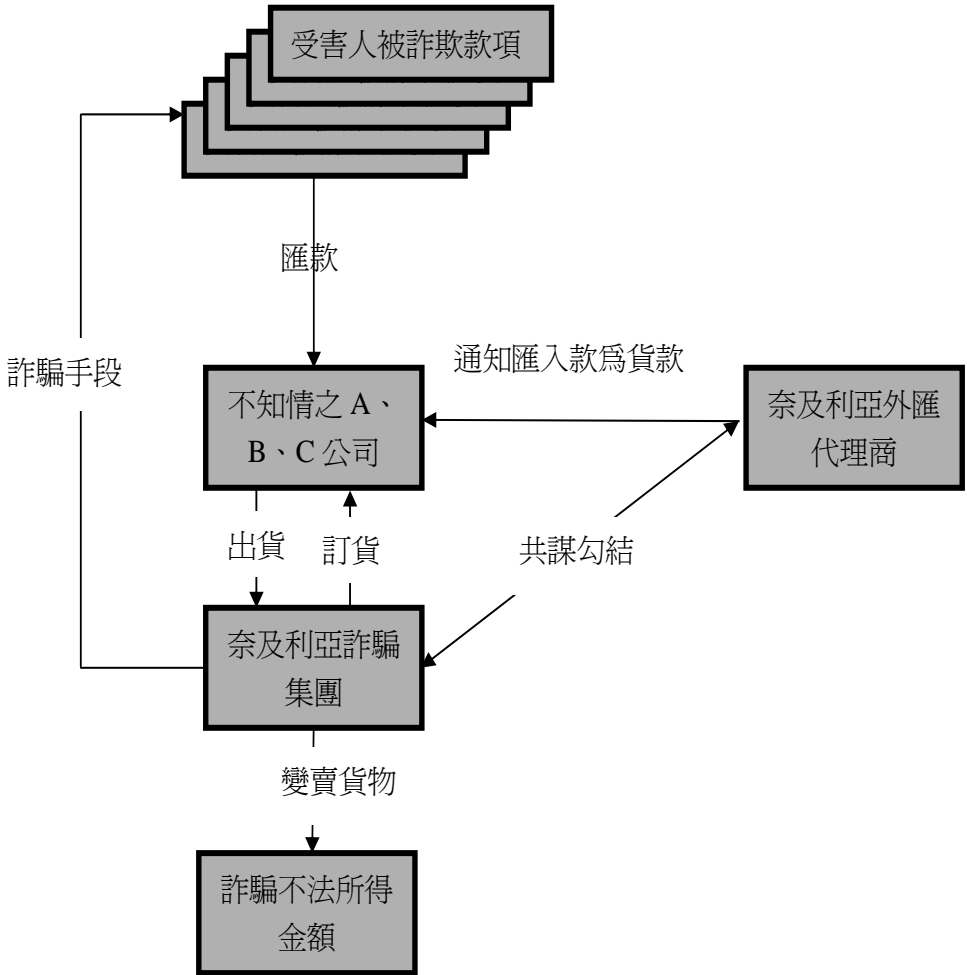 受害人被詐欺款項
匯款
通知匯入款為貨款
詐騙手段
不知情之 A、
B、C 公司
奈及利亞外匯
代理商
出貨
訂貨
共謀勾結
奈及利亞詐騙
集團
變賣貨物
詐騙不法所得
金額